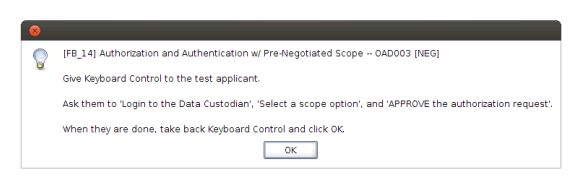 [FB_14] Authorization and Authentication w/ Pre-Negotiated Scope -- OAD003 [NEG]
Give Keyboard Control to the test applicant.
Ask them to 'Login to the Data Custodian', 'Select a scope option', and 'APPROVE the authorization request'.
When they are done, take back Keyboard Control and click OK.
OK